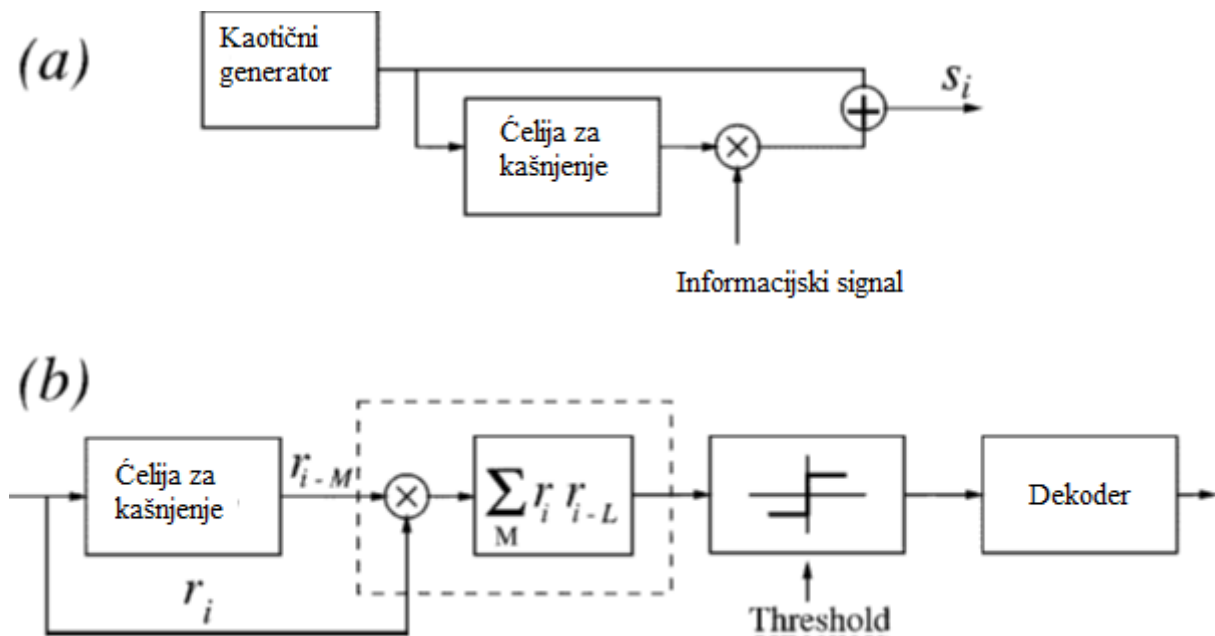 (a)
Kaotični
generator
Ćelija za
kašnjenje
s_i
Informacijski signal
(b)
Ćelija za
kašnjenje
r_{i-M}
r_i
∑_M r_i r_{i-L}
Threshold
Dekoder